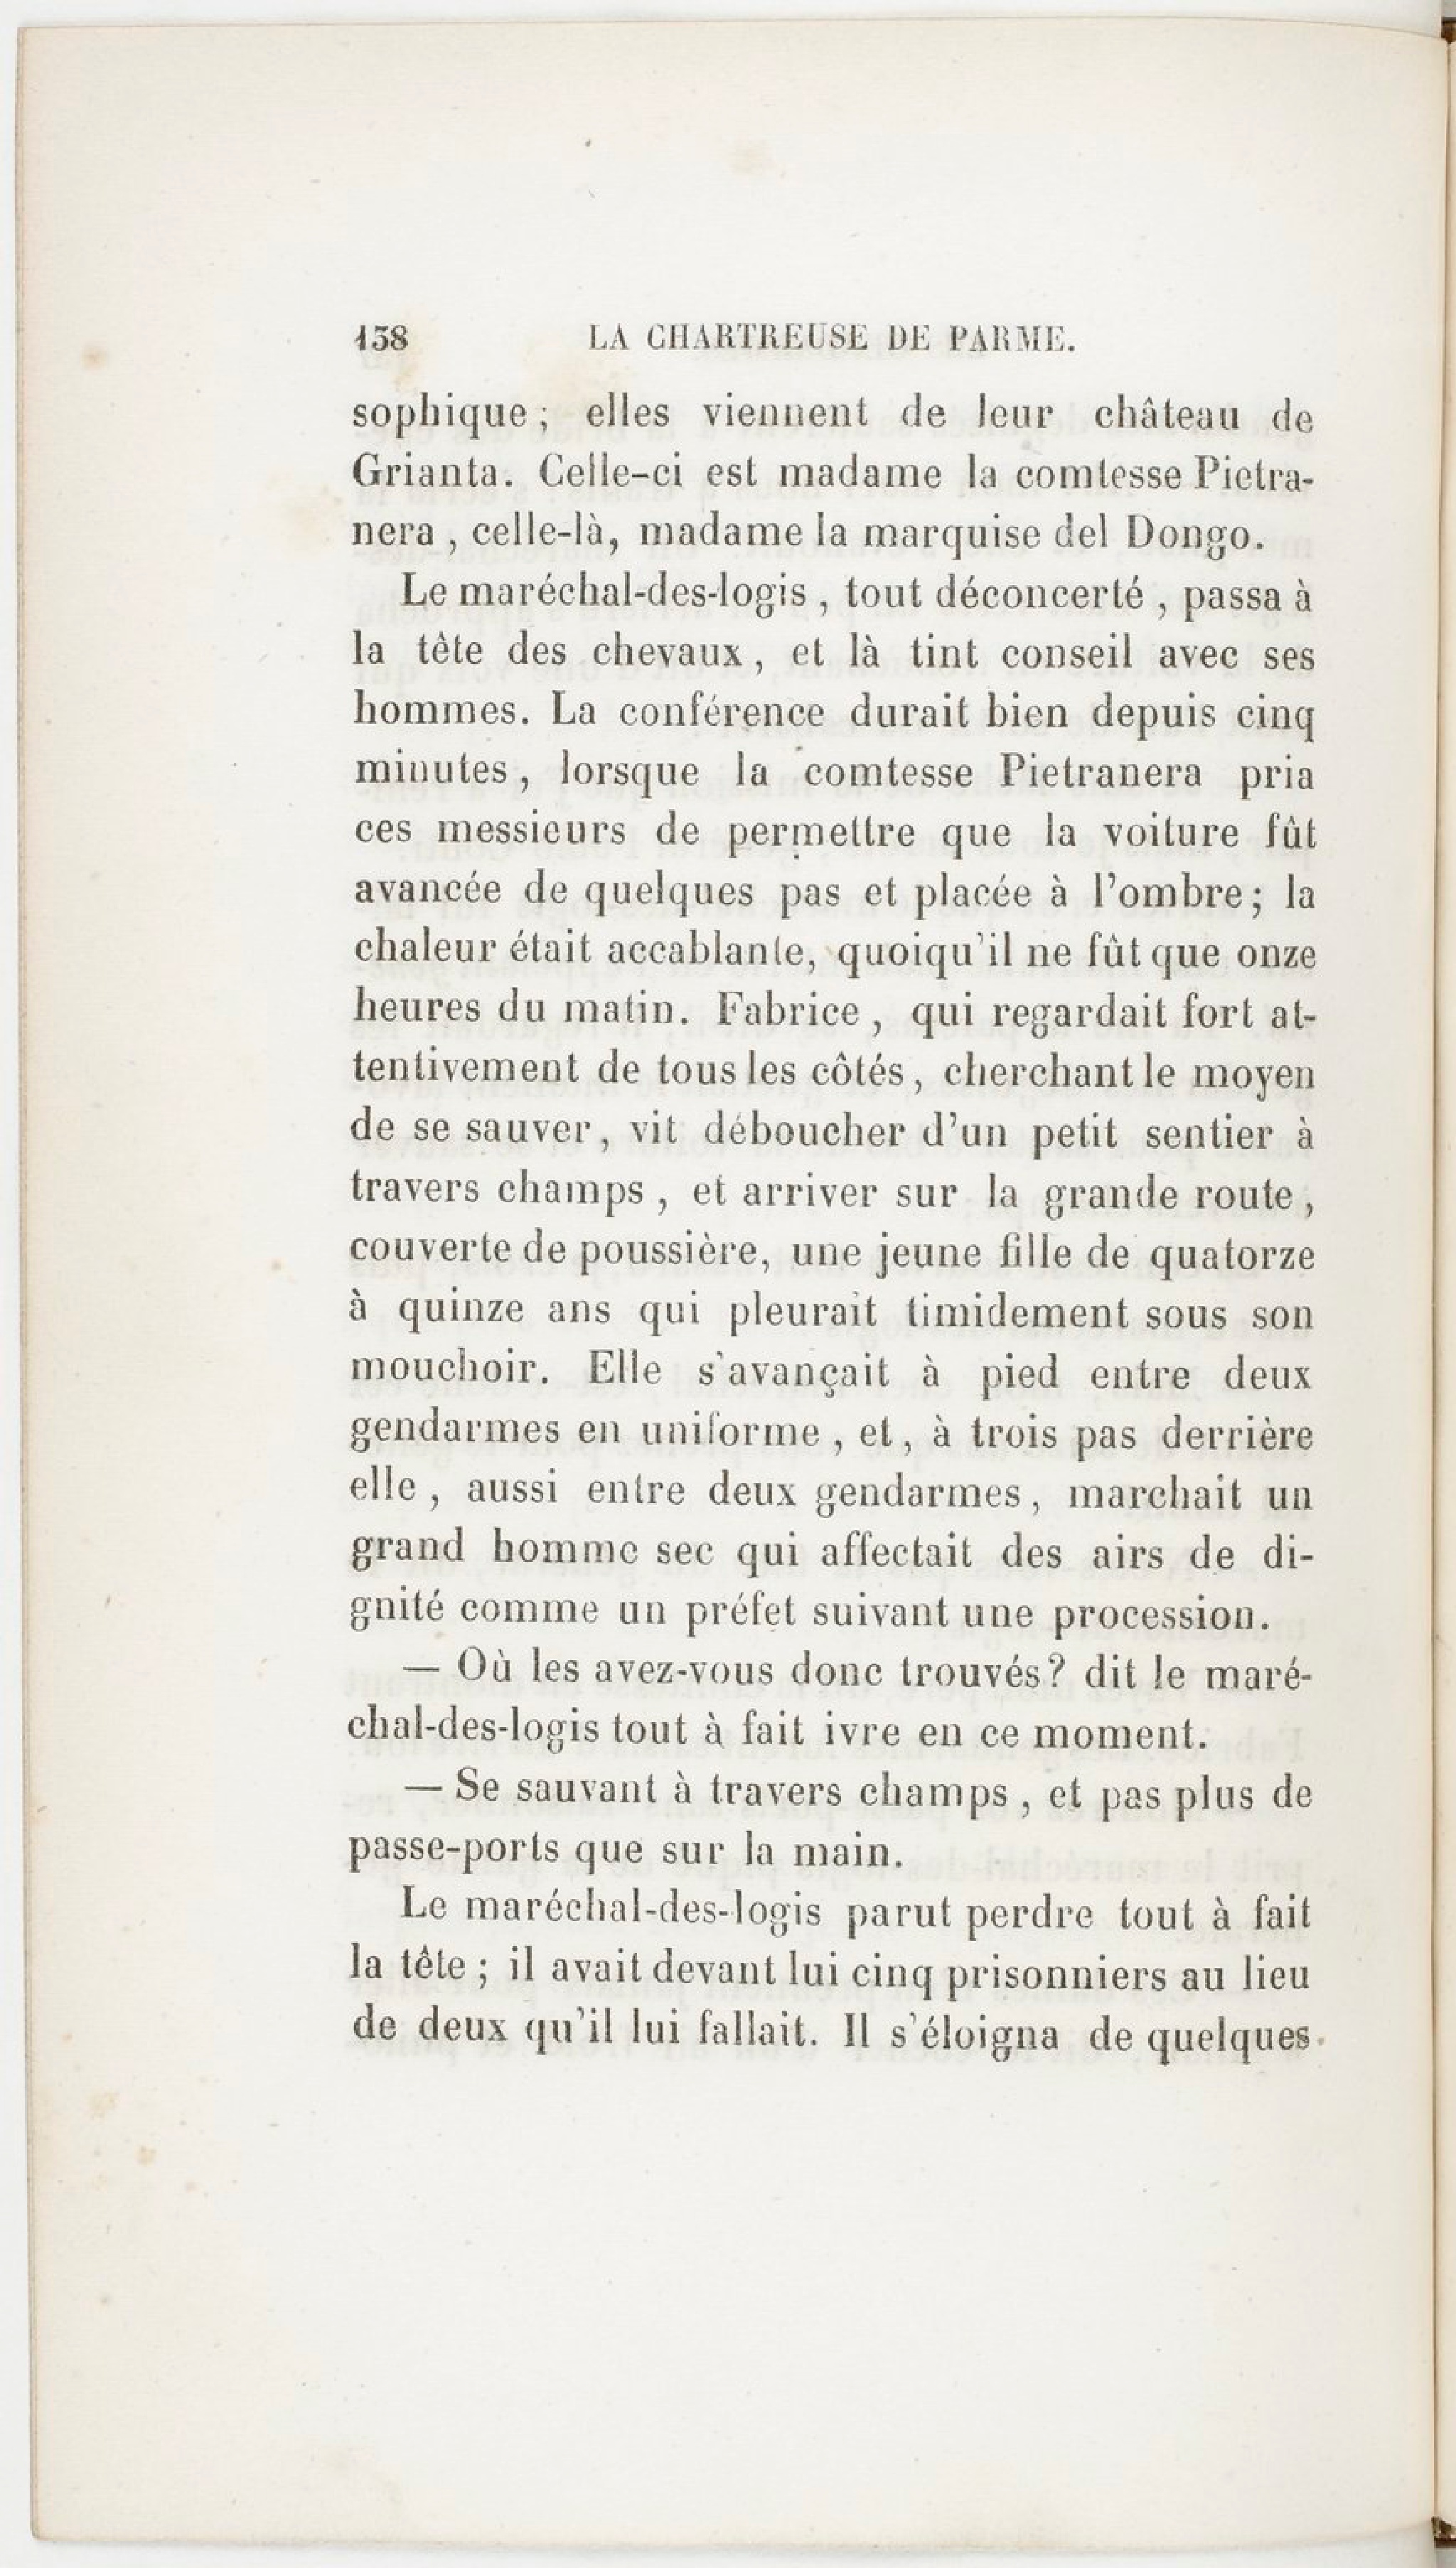 138 LA CHARTREUSE DE PARME.
sophique ; elles viennent de leur château de
Grianta. Celle-ci est madame la comtesse Pietra-
nera , celle-là, madame la marquise del Dongo.
Le maréchal-des-logis , tout déconcerté , passa à
la tête des chevaux , et là tint conseil avec ses
hommes. La conférence durait bien depuis cinq
minutes , lorsque la comtesse Pietranera pria
ces messieurs de permettre que la voiture fût
avancée de quelques pas et placée à l'ombre ; la
chaleur était accablante, quoiqu'il ne fût que onze
heures du matin. Fabrice , qui regardait fort at-
tentivement de tous les côtés , cherchant le moyen
de se sauver , vit déboucher d'un petit sentier à
travers champs , et arriver sur la grande route ,
couverte de poussière, une jeune fille de quatorze
à quinze ans qui pleurait timidement sous son
mouchoir. Elle s'avançait à pied entre deux
gendarmes en uniforme , et , à trois pas derrière
elle , aussi entre deux gendarmes , marchait un
grand homme sec qui affectait des airs de di-
gnité comme un préfet suivant une procession.
— Où les avez-vous donc trouvés? dit le maré-
chal-des-logis tout à fait ivre en ce moment.
— Se sauvant à travers champs , et pas plus de
passe-ports que sur la main.
Le maréchal-des-logis parut perdre tout à fait
la tête ; il avait devant lui cinq prisonniers au lieu
de deux qu'il lui fallait. Il s'éloigna de quelques